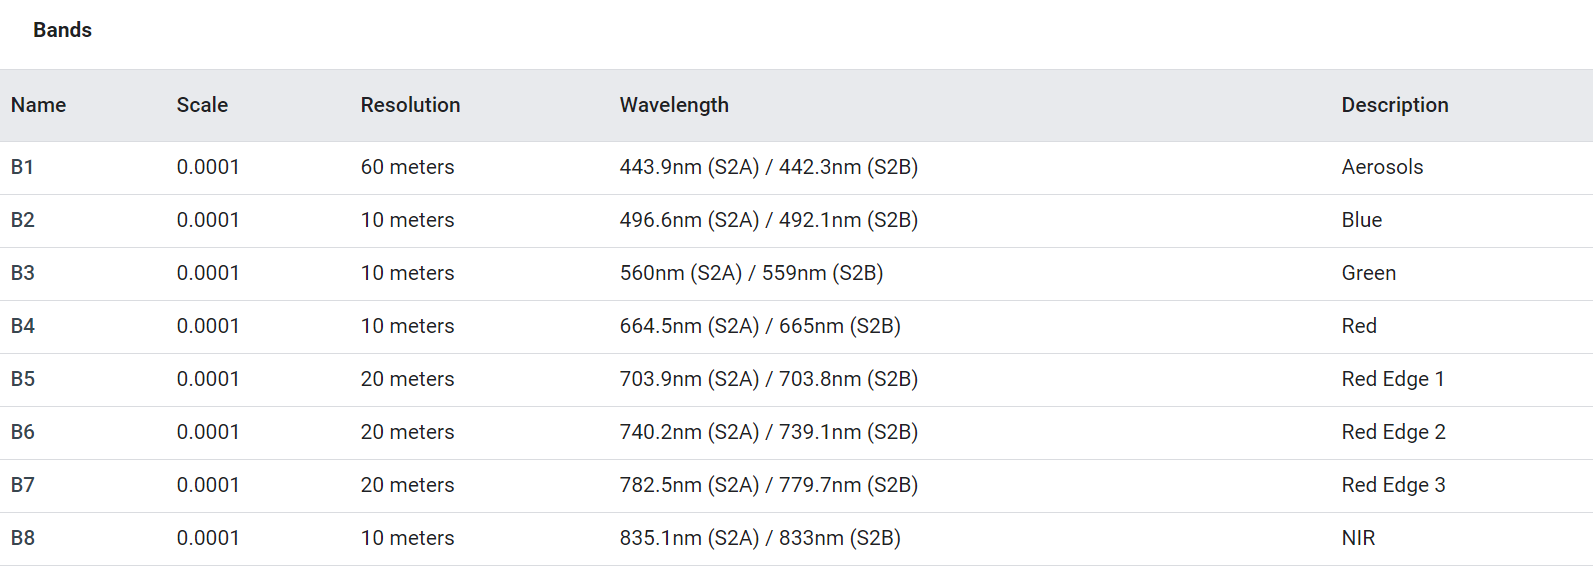 Bands
Name Scale Resolution Wavelength Description
B1 0.0001 60 meters 443.9nm (S2A) / 442.3nm (S2B) Aerosols
B2 0.0001 10 meters 496.6nm (S2A) / 492.1nm (S2B) Blue
B3 0.0001 10 meters 560nm (S2A) / 559nm (S2B) Green
B4 0.0001 10 meters 664.5nm (S2A) / 665nm (S2B) Red
B5 0.0001 20 meters 703.9nm (S2A) / 703.8nm (S2B) Red Edge 1
B6 0.0001 20 meters 740.2nm (S2A) / 739.1nm (S2B) Red Edge 2
B7 0.0001 20 meters 782.5nm (S2A) / 779.7nm (S2B) Red Edge 3
B8 0.0001 10 meters 835.1nm (S2A) / 833nm (S2B) NIR